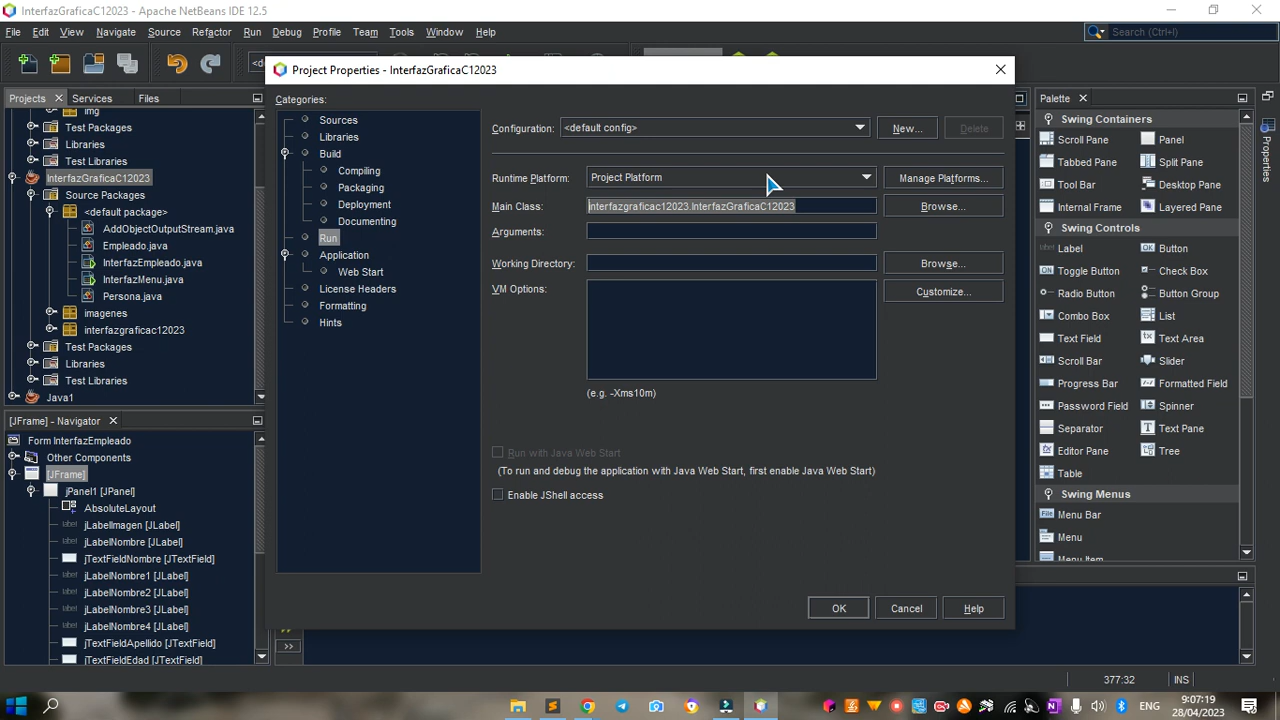 InterfazGraficaC12023 - Apache NetBeans IDE 12.5
File Edit View Navigate Source Refactor Run Debug Profile Team Tools Window Help
Search (Ctrl+I)
Project Properties - InterfazGraficaC12023
Categories:
Sources
Libraries
Build
Compiling
Packaging
Deployment
Documenting
Run
Application
Web Start
License Headers
Formatting
Hints
Configuration: <default config> New... Delete
Runtime Platform: Project Platform Manage Platforms...
Main Class: interfazgraficac12023.InterfazGraficaC12023 Browse...
Arguments:
Working Directory: Browse...
VM Options: Customize...
(e.g. -Xms10m)
Run with Java Web Start
(To run and debug the application with Java Web Start, first enable Java Web Start)
Enable JShell access
OK Cancel Help
Projects Services Files
img
Test Packages
Libraries
Test Libraries
InterfazGraficaC12023
Source Packages
<default package>
AddObjectOutputStream.java
Empleado.java
InterfazEmpleado.java
InterfazMenu.java
Persona.java
imagenes
interfazgraficac12023
Test Packages
Libraries
Test Libraries
Java1
[JFrame] - Navigator
Form InterfazEmpleado
Other Components
[JFrame]
jPanel1 [JPanel]
AbsoluteLayout
jLabelImagen [JLabel]
jLabelNombre [JLabel]
jTextFieldNombre [JTextField]
jLabelNombre1 [JLabel]
jLabelNombre2 [JLabel]
jLabelNombre3 [JLabel]
jLabelNombre4 [JLabel]
jTextFieldApellido [JTextField]
jTextFieldEdad [JTextField]
Palette
Swing Containers
Scroll Pane Panel
Tabbed Pane Split Pane
Tool Bar Desktop Pane
Internal Frame Layered Pane
Swing Controls
Label Button
Toggle Button Check Box
Radio Button Button Group
Combo Box List
Text Field Text Area
Scroll Bar Slider
Progress Bar Formatted Field
Password Field Spinner
Separator Text Pane
Editor Pane Tree
Table
Swing Menus
Menu Bar
Menu
Menu Item
Properties
377:32 INS
ENG
9:07:19
28/04/2023